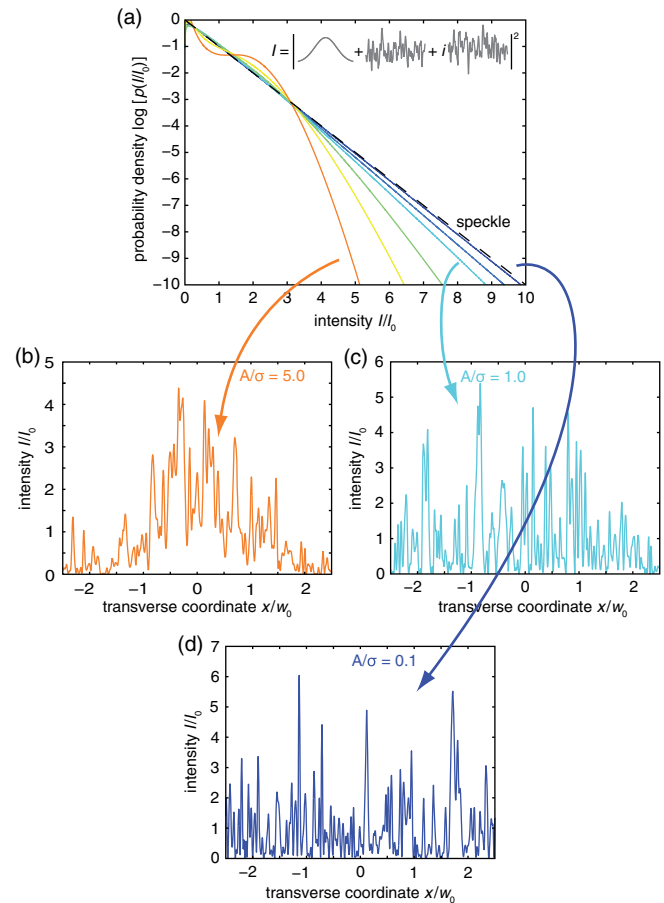 (a)
probability density log [p(I/I₀)]
0
−1
−2
−3
−4
−5
−6
−7
−8
−9
−10
I = | + + i |²
speckle
0 1 2 3 4 5 6 7 8 9 10
intensity I/I₀
(b)
intensity I/I₀
5
4
3
2
1
0
A/σ = 5.0
−2 −1 0 1 2
transverse coordinate x/w₀
(c)
intensity I/I₀
6
5
4
3
2
1
0
A/σ = 1.0
−2 −1 0 1 2
transverse coordinate x/w₀
(d)
intensity I/I₀
7
6
5
4
3
2
1
0
A/σ = 0.1
−2 −1 0 1 2
transverse coordinate x/w₀